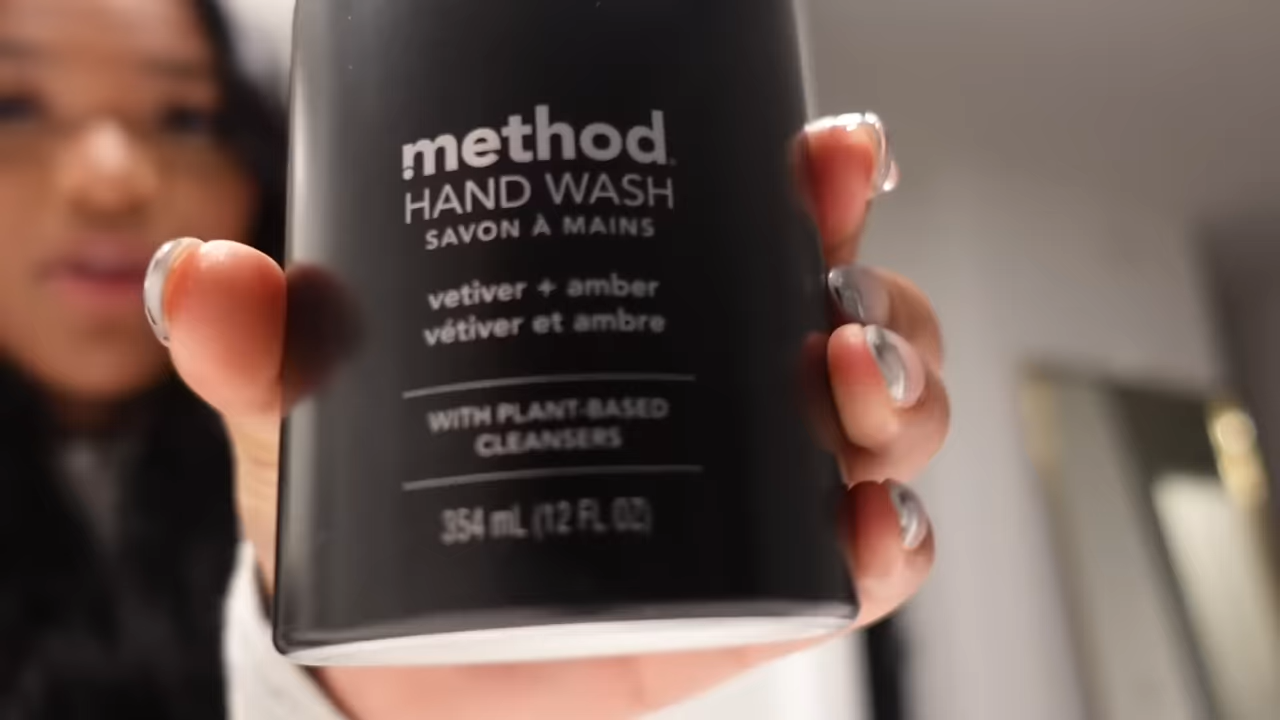 method.
HAND WASH
SAVON À MAINS
vetiver + amber
vétiver et ambre
WITH PLANT-BASED
CLEANSERS
354 mL (12 FL OZ)